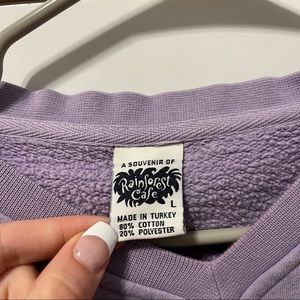 A SOUVENIR OF
Rainforest
Cafe
L
MADE IN TURKEY
80% COTTON
20% POLYESTER